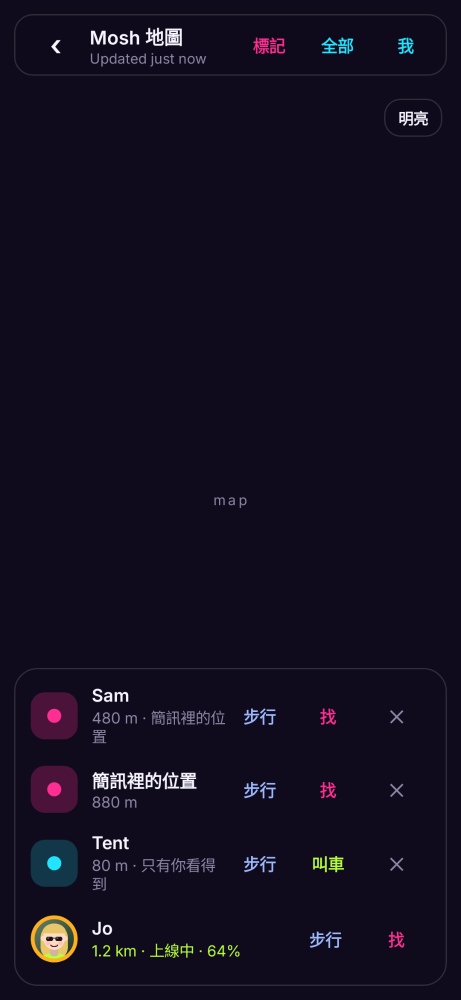 ‹ Mosh 地圖 標記 全部 我
Updated just now
明亮
map
Sam
480 m · 簡訊裡的位
置
步行 找 ×
簡訊裡的位置
880 m
步行 找 ×
Tent
80 m · 只有你看得
到
步行 叫車 ×
Jo
1.2 km · 上線中 · 64%
步行 找